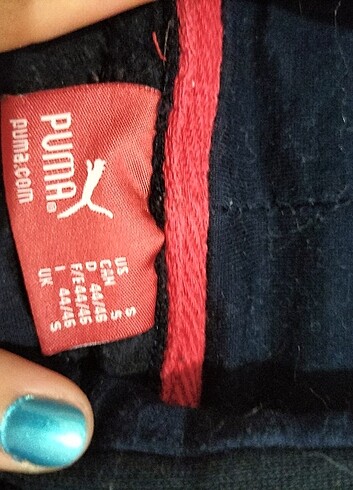 PUMA®
puma.com
US S
CAN S
D 44/46
F/E 44/46
I 44/46
UK S